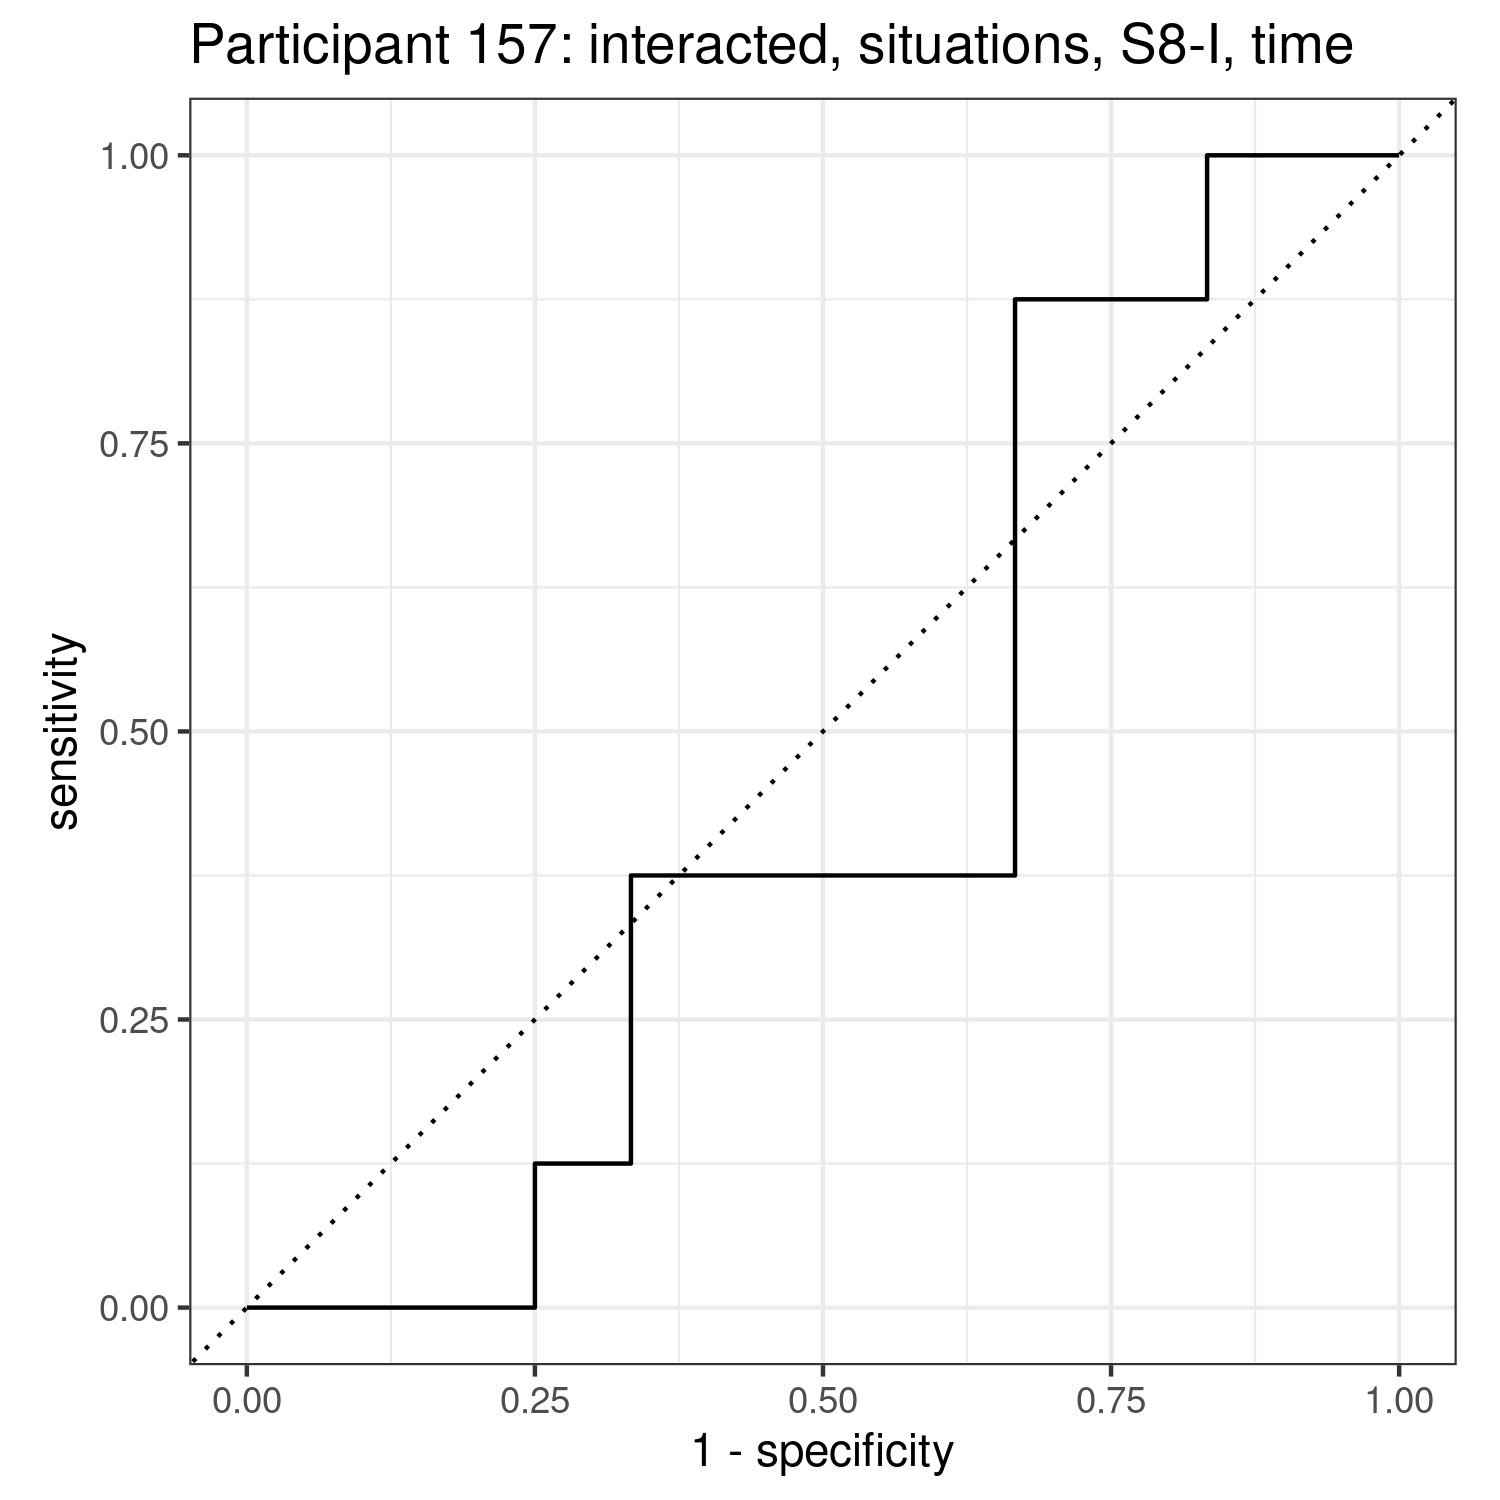 Participant 157: interacted, situations, S8-I, time
1.00
0.75
0.50
0.25
0.00
sensitivity
0.00 0.25 0.50 0.75 1.00
1 - specificity